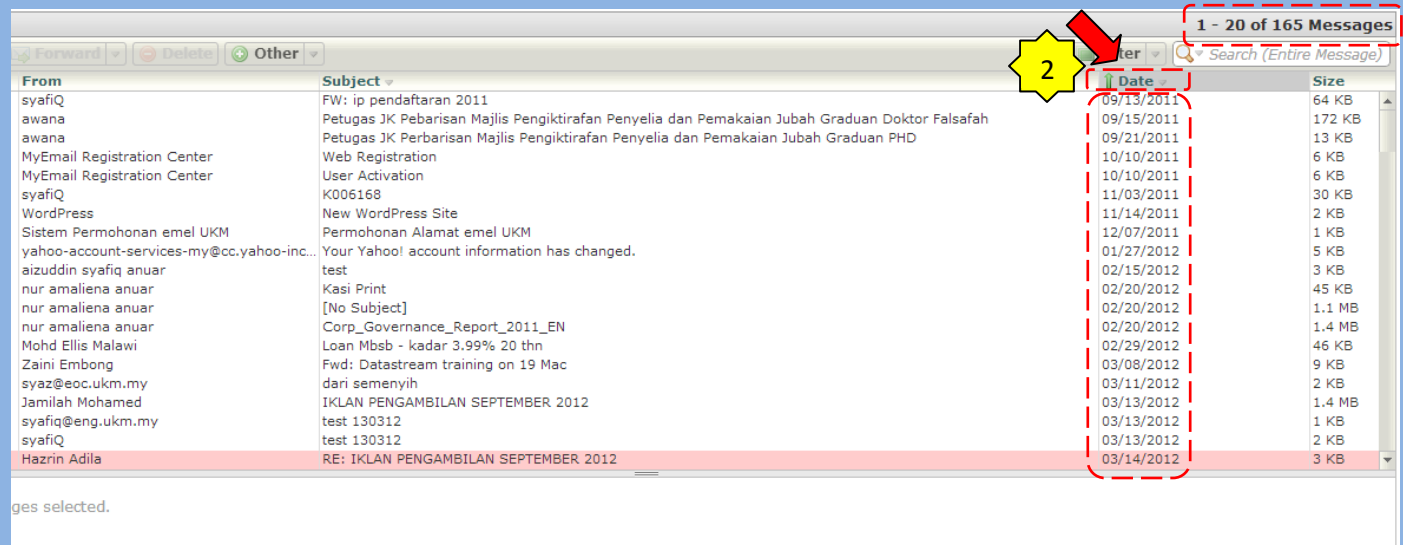 1 - 20 of 165 Messages
Forward Delete Other ter Search (Entire Message)
2
From Subject Date Size
syafiQ FW: ip pendaftaran 2011 09/13/2011 64 KB
awana Petugas JK Pebarisan Majlis Pengiktirafan Penyelia dan Pemakaian Jubah Graduan Doktor Falsafah 09/15/2011 172 KB
awana Petugas JK Perbarisan Majlis Pengiktirafan Penyelia dan Pemakaian Jubah Graduan PHD 09/21/2011 13 KB
MyEmail Registration Center Web Registration 10/10/2011 6 KB
MyEmail Registration Center User Activation 10/10/2011 6 KB
syafiQ K006168 11/03/2011 30 KB
WordPress New WordPress Site 11/14/2011 2 KB
Sistem Permohonan emel UKM Permohonan Alamat emel UKM 12/07/2011 1 KB
yahoo-account-services-my@cc.yahoo-inc... Your Yahoo! account information has changed. 01/27/2012 5 KB
aizuddin syafiq anuar test 02/15/2012 3 KB
nur amaliena anuar Kasi Print 02/20/2012 45 KB
nur amaliena anuar [No Subject] 02/20/2012 1.1 MB
nur amaliena anuar Corp_Governance_Report_2011_EN 02/20/2012 1.4 MB
Mohd Ellis Malawi Loan Mbsb - kadar 3.99% 20 thn 02/29/2012 46 KB
Zaini Embong Fwd: Datastream training on 19 Mac 03/08/2012 9 KB
syaz@eoc.ukm.my dari semenyih 03/11/2012 2 KB
Jamilah Mohamed IKLAN PENGAMBILAN SEPTEMBER 2012 03/13/2012 1.4 MB
syafiq@eng.ukm.my test 130312 03/13/2012 1 KB
syafiQ test 130312 03/13/2012 2 KB
Hazrin Adila RE: IKLAN PENGAMBILAN SEPTEMBER 2012 03/14/2012 3 KB
ges selected.